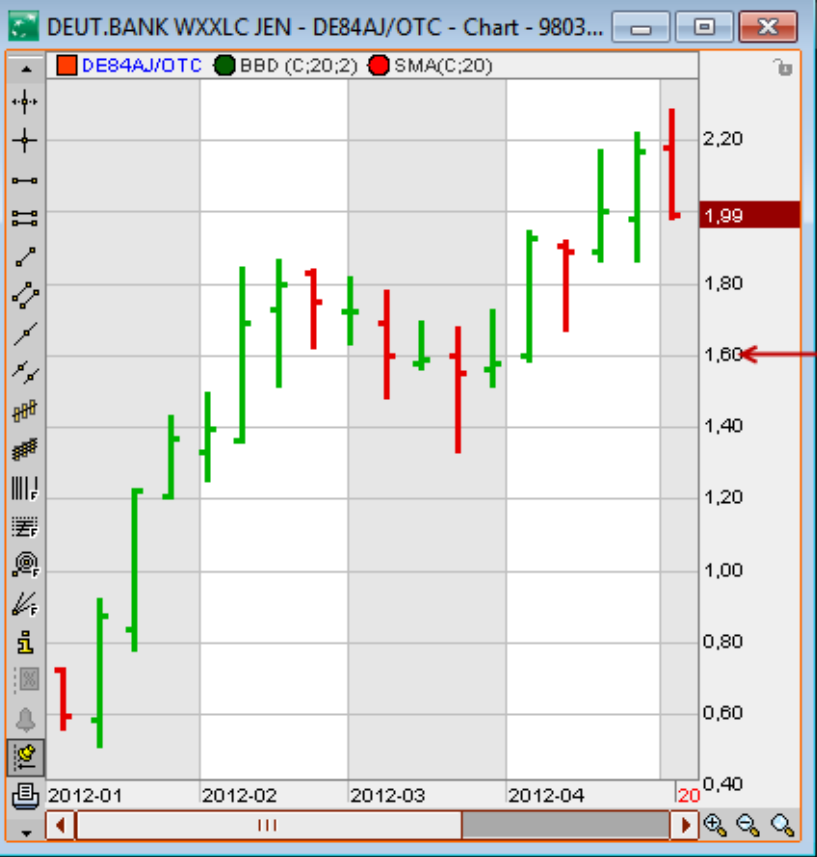 DEUT.BANK WXXLC JEN - DE84AJ/OTC - Chart - 9803...
DE84AJ/OTC BBD (C;20;2) SMA(C;20)
2,20
1,99
1,80
1,60
1,40
1,20
1,00
0,80
0,60
0,40
2012-01 2012-02 2012-03 2012-04 20
F
F
F
F
%